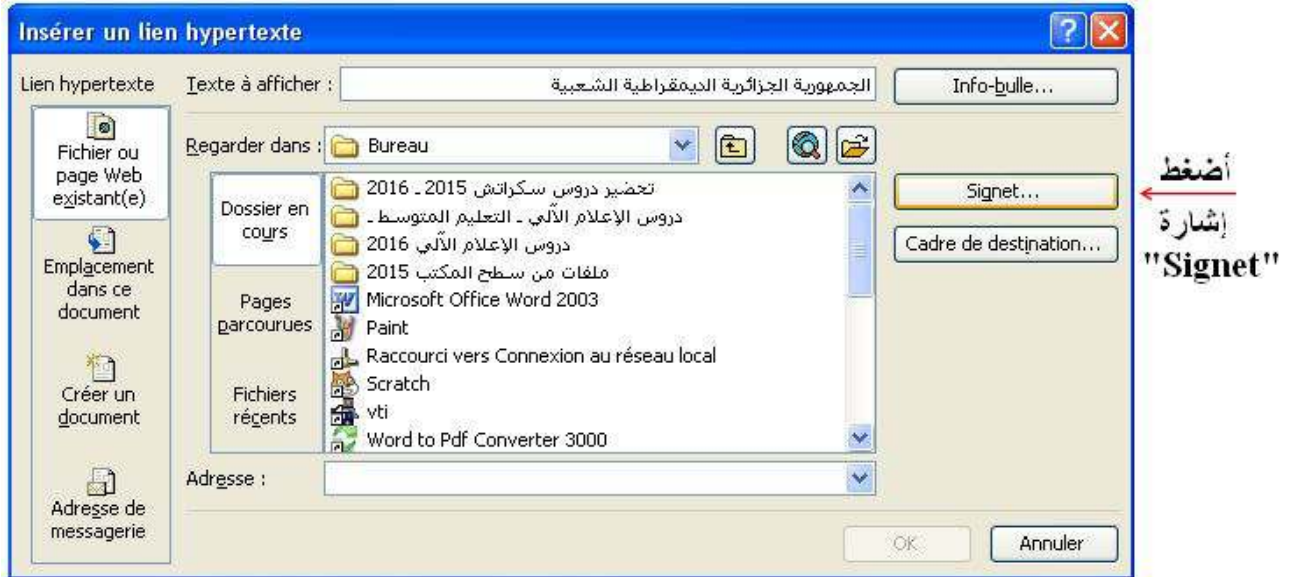 Insérer un lien hypertexte
Lien hypertexte
Texte à afficher :
الجمهورية الجزائرية الديمقراطية الشعبية
Info-bulle...
Fichier ou
page Web
existant(e)
Emplacement
dans ce
document
Créer un
document
Adresse de
messagerie
Regarder dans :
Bureau
Dossier en
cours
Pages
parcourues
Fichiers
récents
تحضير دروس سكراتش 2015 ـ 2016
دروس الإعلام الآلي ـ التعليم المتوسط ـ
دروس الإعلام الآلي 2016
ملفات من سطح المكتب 2015
Microsoft Office Word 2003
Paint
Raccourci vers Connexion au réseau local
Scratch
vti
Word to Pdf Converter 3000
Adresse :
Signet...
Cadre de destination...
OK
Annuler
أضغط
إشارة
"Signet"